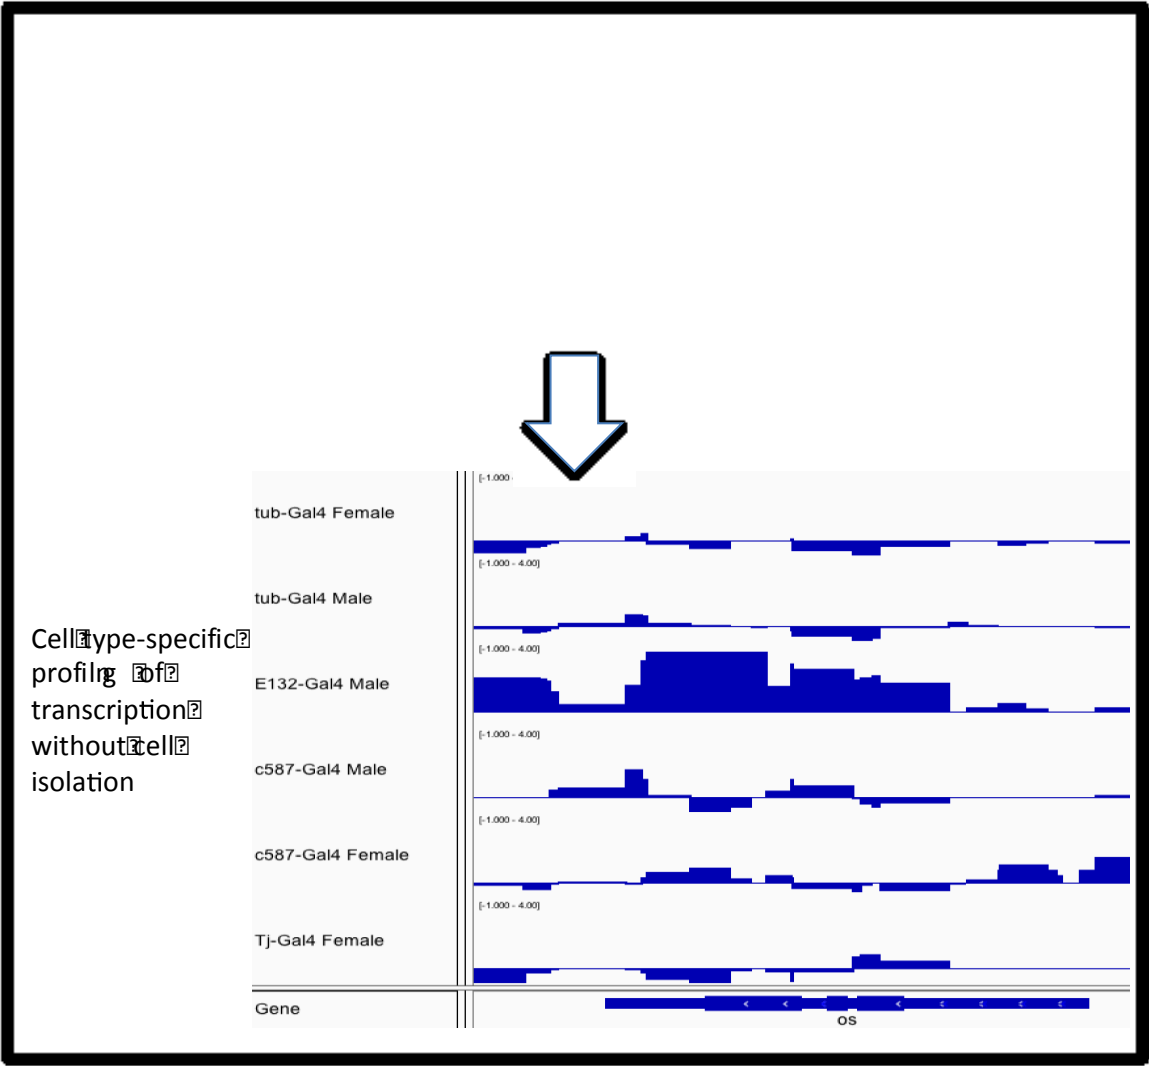 [-1.000
tub-Gal4 Female
[-1.000 - 4.00]
tub-Gal4 Male
[-1.000 - 4.00]
E132-Gal4 Male
[-1.000 - 4.00]
c587-Gal4 Male
[-1.000 - 4.00]
c587-Gal4 Female
[-1.000 - 4.00]
Tj-Gal4 Female
Gene
os
Cell type-specific
profilng of
transcription
without cell
isolation